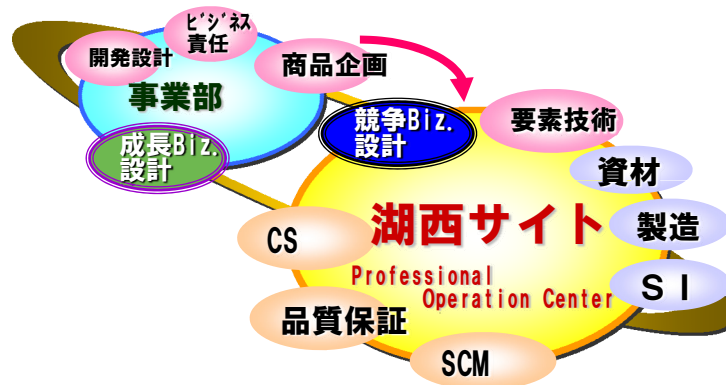 ﾋﾞｼﾞﾈｽ
責任
開発設計
商品企画
事業部
競争Biz.
設計
要素技術
成長Biz.
設計
資材
湖西サイト
製造
CS
Professional
Operation Center
ＳＩ
品質保証
SCM